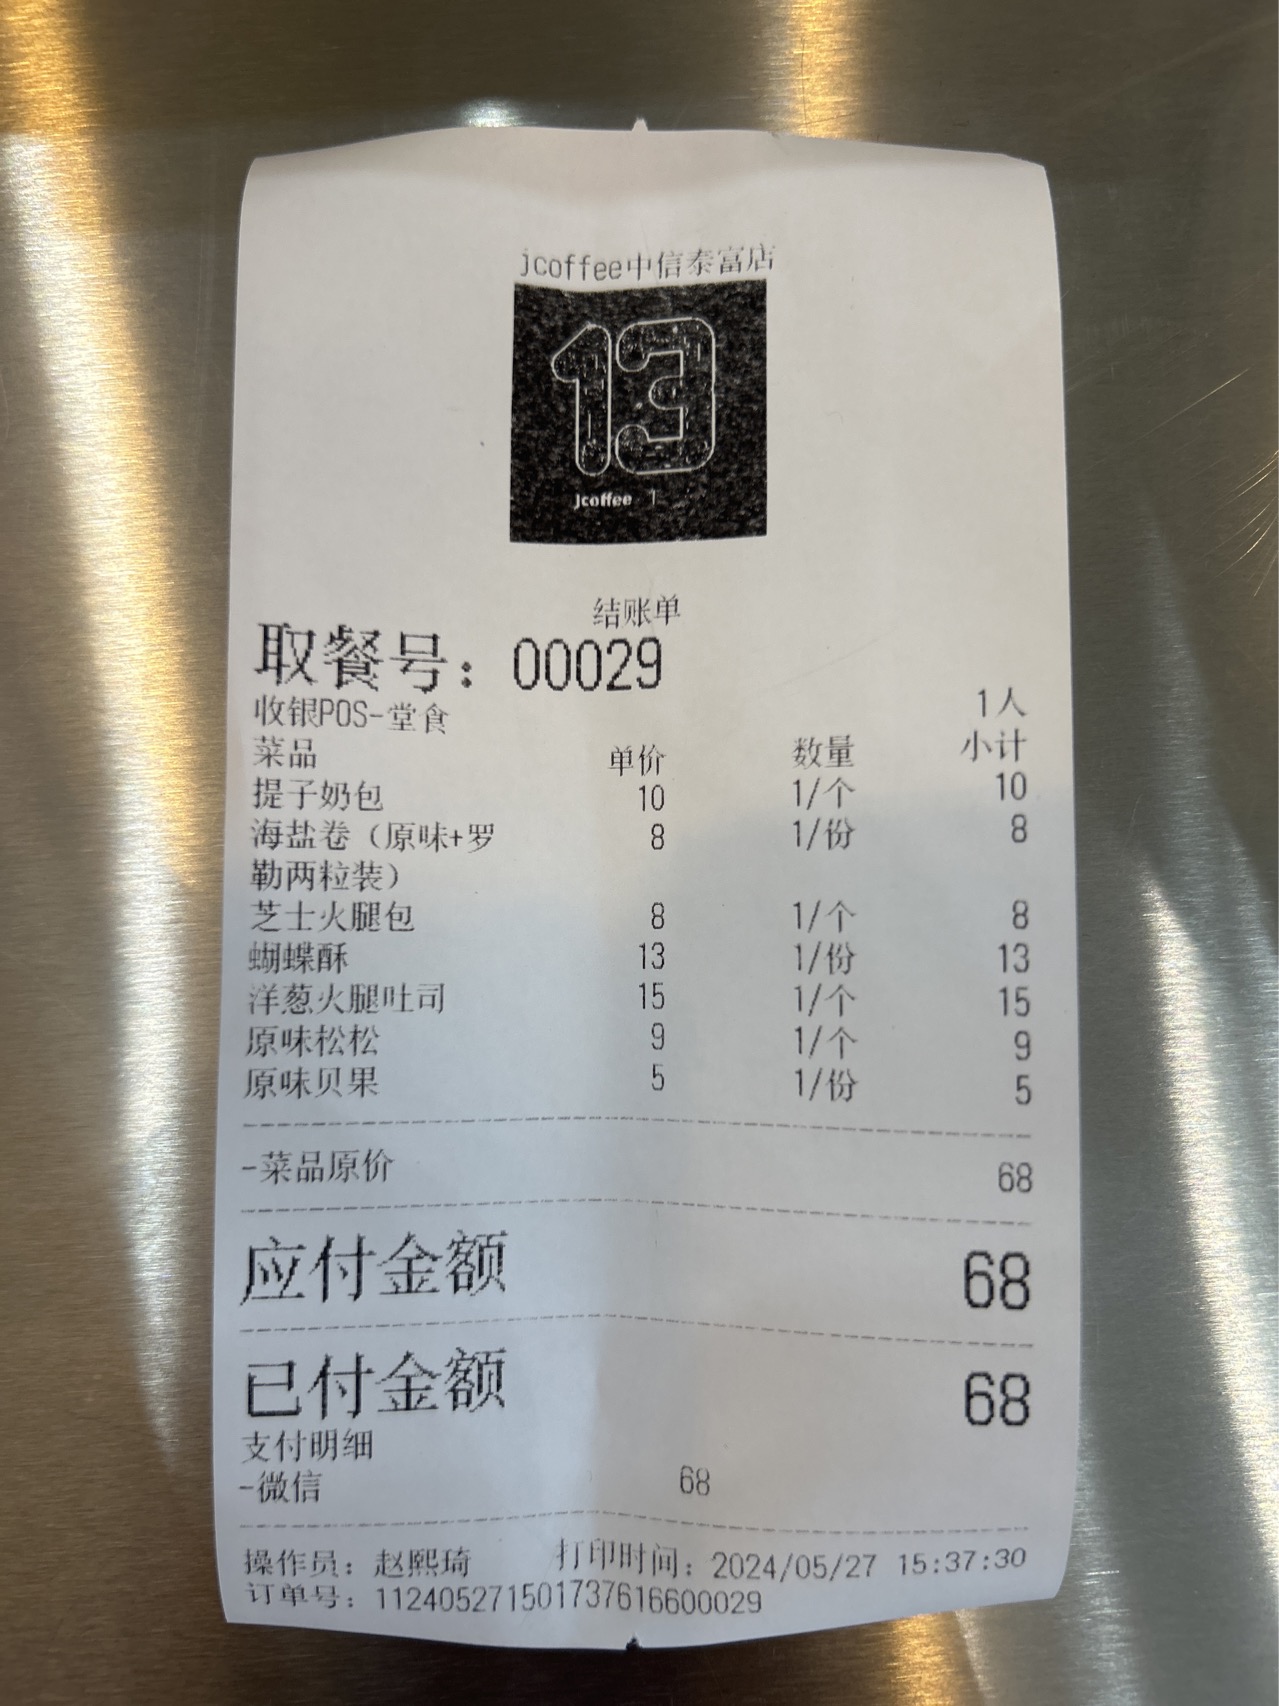 jcoffee中信泰富店
13
jcoffee
结账单
取餐号：00029
收银POS-堂食 1人
菜品 单价 数量 小计
提子奶包 10 1/个 10
海盐卷（原味+罗 8 1/份 8
勒两粒装）
芝士火腿包 8 1/个 8
蝴蝶酥 13 1/份 13
洋葱火腿吐司 15 1/个 15
原味松松 9 1/个 9
原味贝果 5 1/份 5
-菜品原价 68
应付金额 68
已付金额 68
支付明细
-微信 68
操作员：赵熙琦 打印时间：2024/05/27 15:37:30
订单号：11240527150173761660​0029